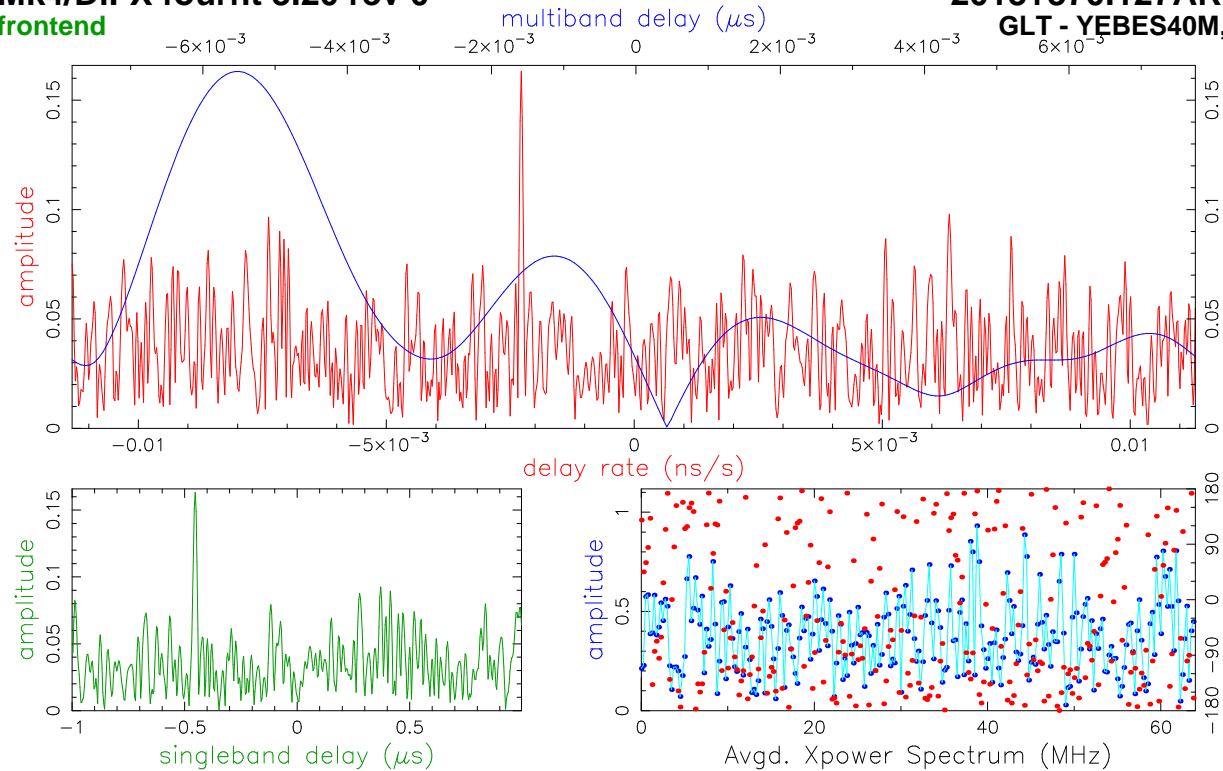 frontend
multiband delay (μs)
GLT - YEBES40M,
−6×10⁻³ −4×10⁻³ −2×10⁻³ 0 2×10⁻³ 4×10⁻³ 6×10⁻³
amplitude
0 0.05 0.1 0.15
0 0.05 0.1 0.15
−0.01 −5×10⁻³ 0 5×10⁻³ 0.01
delay rate (ns/s)
amplitude
0 0.05 0.1 0.15
−1 −0.5 0 0.5
singleband delay (μs)
amplitude
0 0.5 1
−180 −90 0 90 180
0 20 40 60
Avgd. Xpower Spectrum (MHz)